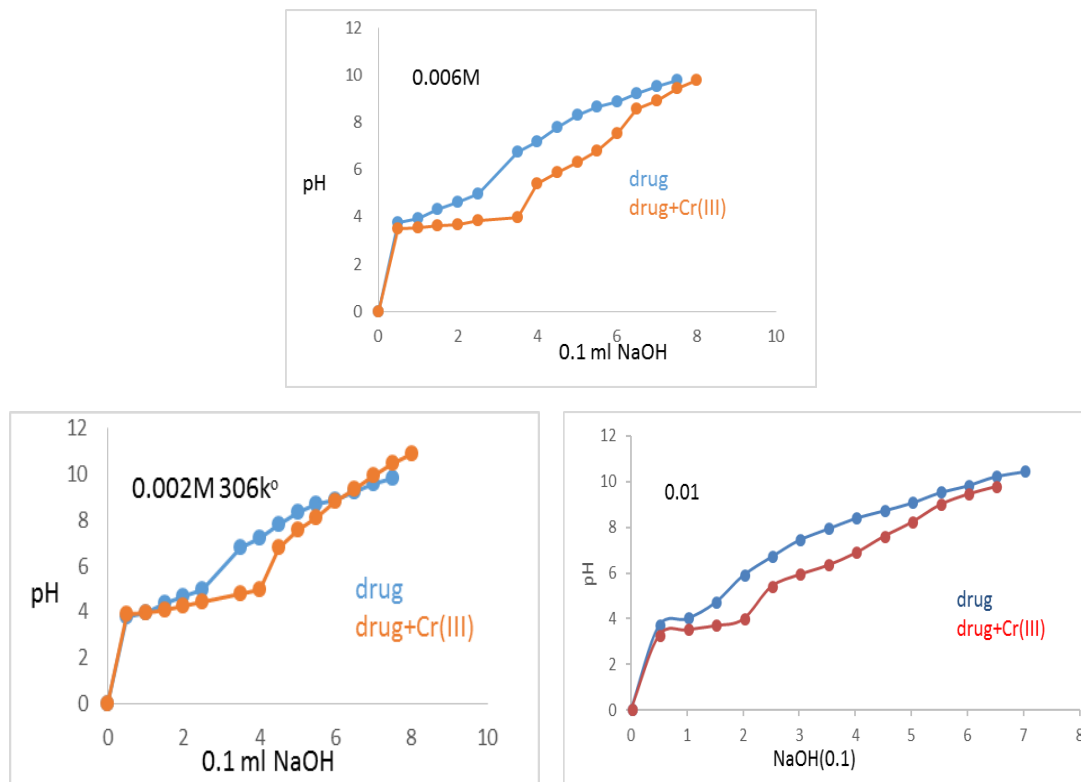 12
10
0.006M
8
pH
6
drug
drug+Cr(III)
4
2
0
0 2 4 6 8 10
0.1 ml NaOH
12
10
0.002M 306kº
8
6
pH
drug
4
drug+Cr(III)
2
0
0 2 4 6 8 10
0.1 ml NaOH
12
10
0.01
8
6
pH
drug
drug+Cr(III)
4
2
0
0 1 2 3 4 5 6 7 8
NaOH(0.1)